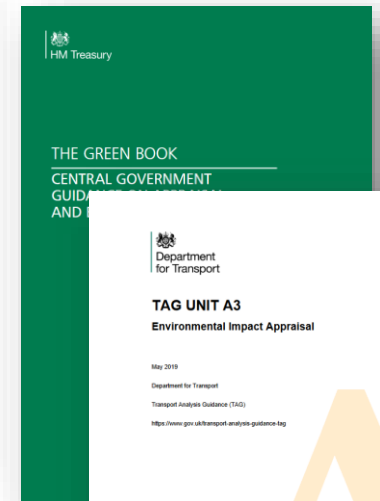 HM Treasury
THE GREEN BOOK
CENTRAL GOVERNMENT
AND
Department
for Transport
TAG UNIT A3
Environmental Impact Appraisal
May 2019
Department for Transport
Transport Analysis Guidance (TAG)
https://www.gov.uk/transport-analysis-guidance-tag